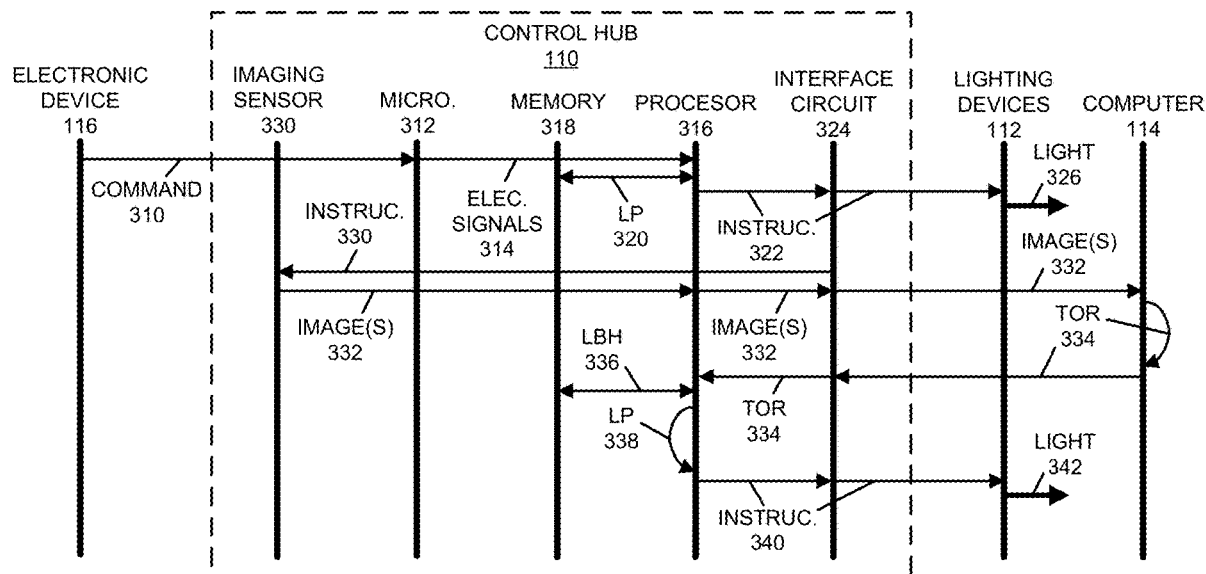 CONTROL HUB
110
ELECTRONIC
DEVICE
116
IMAGING
SENSOR
330
MICRO.
312
MEMORY
318
PROCESOR
316
INTERFACE
CIRCUIT
324
LIGHTING
DEVICES
112
COMPUTER
114
COMMAND
310
ELEC.
SIGNALS
314
LP
320
INSTRUC.
322
LIGHT
326
INSTRUC.
330
IMAGE(S)
332
IMAGE(S)
332
IMAGE(S)
332
TOR
334
LBH
336
TOR
334
LP
338
LIGHT
342
INSTRUC.
340